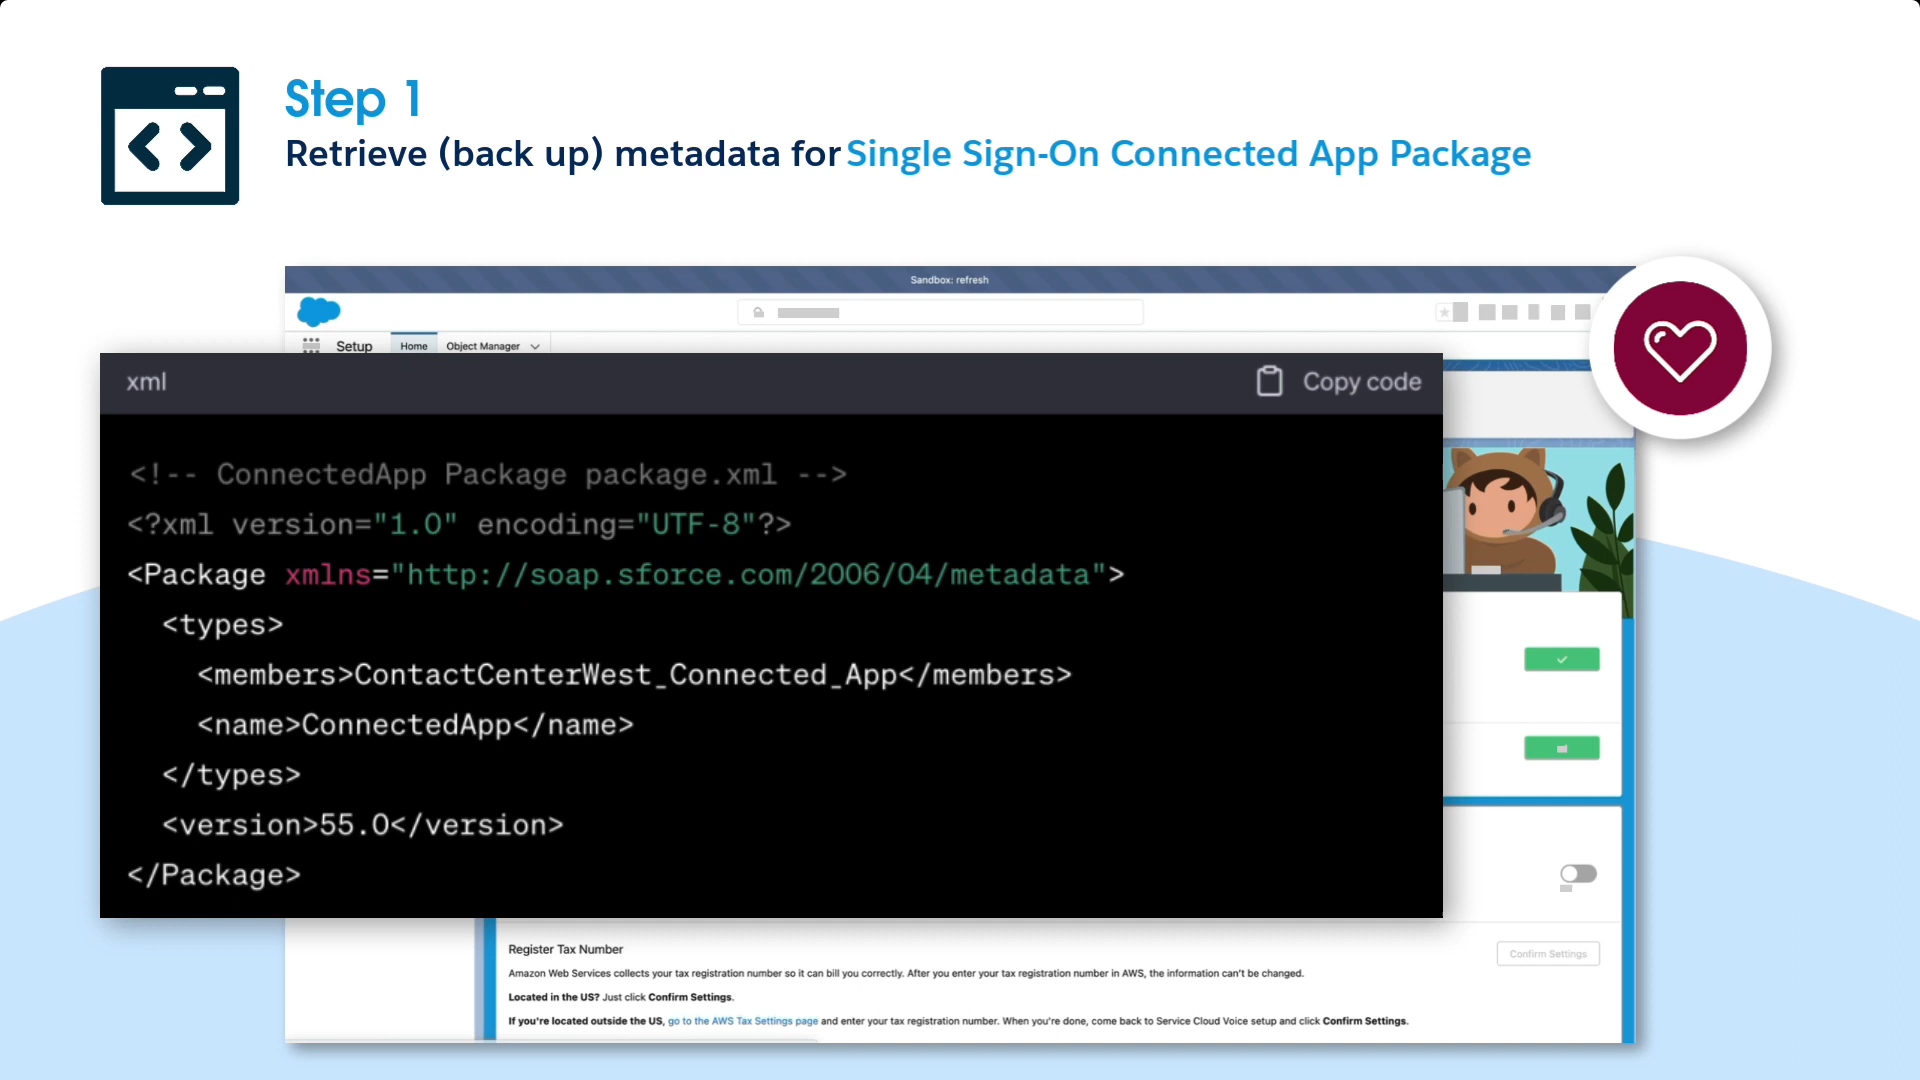 Step 1
Retrieve (back up) metadata for Single Sign-On Connected App Package
Sandbox: refresh
Setup Home Object Manager
xml Copy code
<!-- ConnectedApp Package package.xml -->
<?xml version="1.0" encoding="UTF-8"?>
<Package xmlns="http://soap.sforce.com/2006/04/metadata">
<types>
<members>ContactCenterWest_Connected_App</members>
<name>ConnectedApp</name>
</types>
<version>55.0</version>
</Package>
Register Tax Number
Confirm Settings
Amazon Web Services collects your tax registration number so it can bill you correctly. After you enter your tax registration number in AWS, the information can't be changed.
Located in the US? Just click Confirm Settings.
If you're located outside the US, go to the AWS Tax Settings page and enter your tax registration number. When you're done, come back to Service Cloud Voice setup and click Confirm Settings.